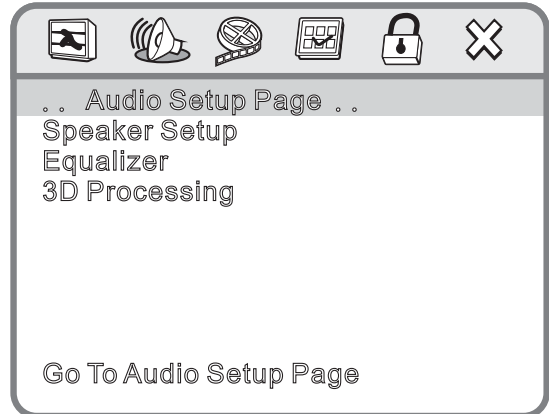 . . Audio Setup Page . .
Speaker Setup
Equalizer
3D Processing
Go To Audio Setup Page